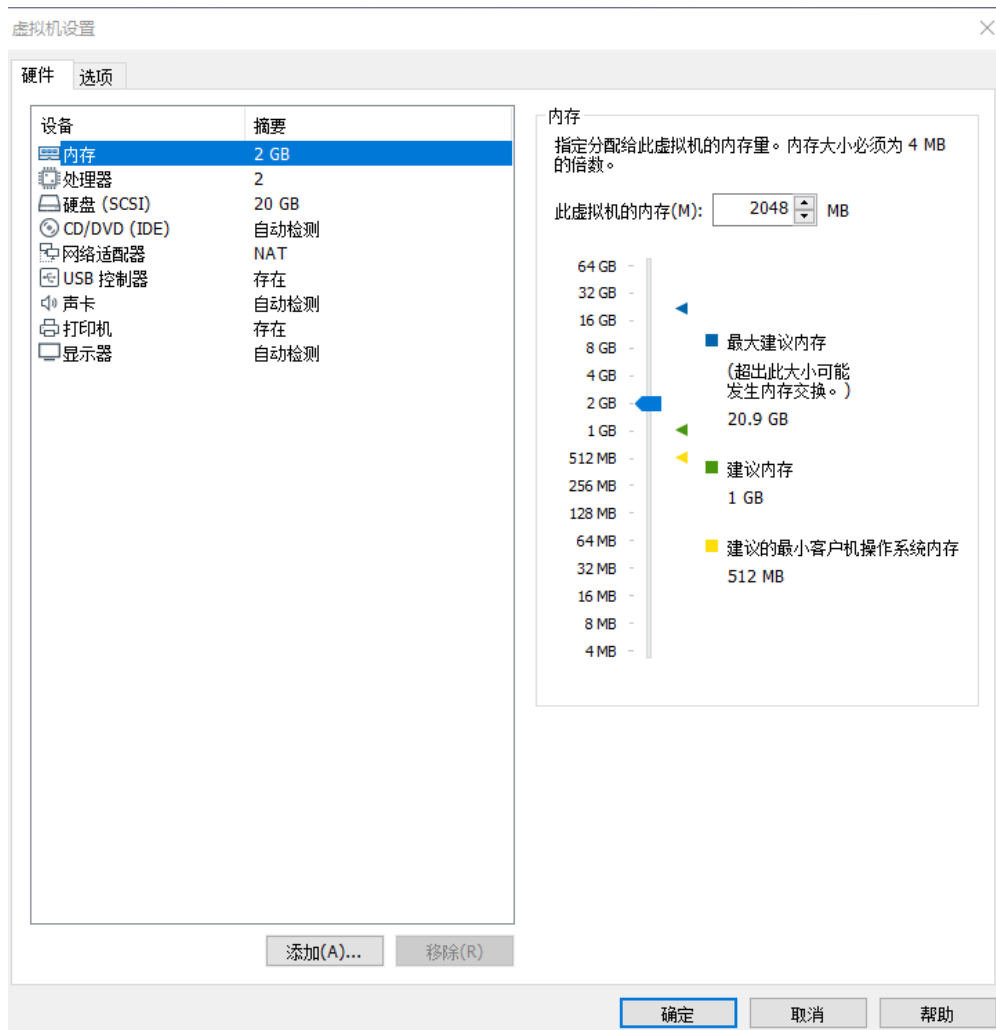 虚拟机设置
硬件 选项
设备 摘要
内存 2 GB
处理器 2
硬盘 (SCSI) 20 GB
CD/DVD (IDE) 自动检测
网络适配器 NAT
USB 控制器 存在
声卡 自动检测
打印机 存在
显示器 自动检测
添加(A)... 移除(R)
内存
指定分配给此虚拟机的内存量。内存大小必须为 4 MB
的倍数。
此虚拟机的内存(M): 2048 MB
64 GB
32 GB
16 GB
8 GB
4 GB
2 GB
1 GB
512 MB
256 MB
128 MB
64 MB
32 MB
16 MB
8 MB
4 MB
最大建议内存
(超出此大小可能
发生内存交换。)
20.9 GB
建议内存
1 GB
建议的最小客户机操作系统内存
512 MB
确定 取消 帮助